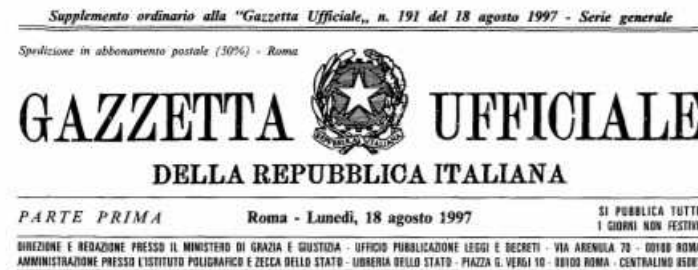 Supplemento ordinario alla "Gazzetta Ufficiale„ n. 191 del 18 agosto 1997 - Serie generale
Spedizione in abbonamento postale (50%) - Roma
GAZZETTA UFFICIALE
DELLA REPUBBLICA ITALIANA
PARTE PRIMA
Roma - Lunedì, 18 agosto 1997
SI PUBBLICA TUTTI
I GIORNI NON FESTIVI
DIREZIONE E REDAZIONE PRESSO IL MINISTERO DI GRAZIA E GIUSTIZIA - UFFICIO PUBBLICAZIONE LEGGI E DECRETI - VIA ARENULA 70 - 00186 ROMA
AMMINISTRAZIONE PRESSO L'ISTITUTO POLIGRAFICO E ZECCA DELLO STATO - LIBRERIA DELLO STATO - PIAZZA G. VERDI 10 - 00100 ROMA - CENTRALINO